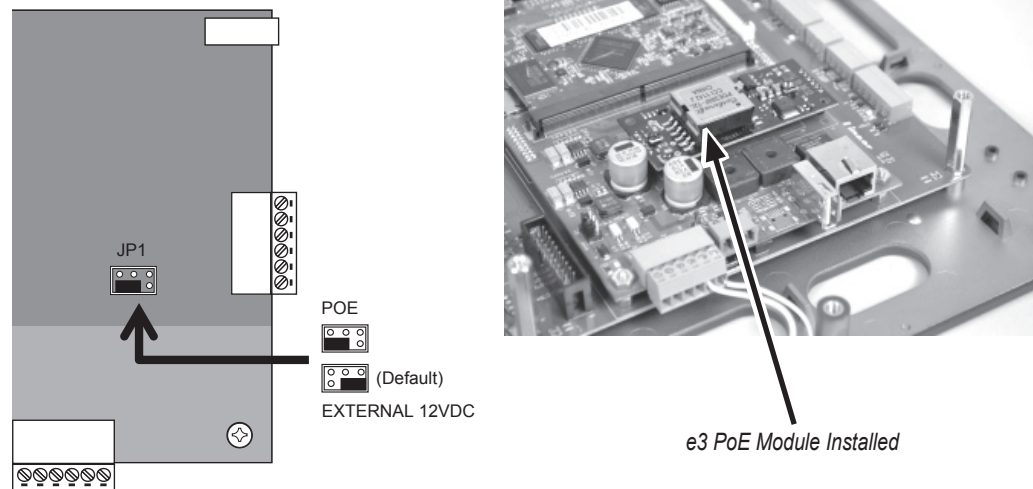 JP1
POE
(Default)
EXTERNAL 12VDC
e3 PoE Module Installed